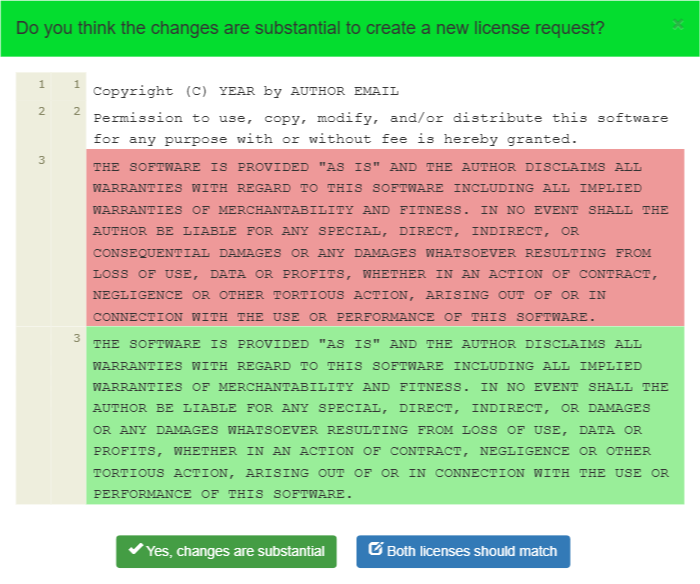 Do you think the changes are substantial to create a new license request?
×
1 1 Copyright (C) YEAR by AUTHOR EMAIL
2 2 Permission to use, copy, modify, and/or distribute this software
for any purpose with or without fee is hereby granted.
3 THE SOFTWARE IS PROVIDED "AS IS" AND THE AUTHOR DISCLAIMS ALL
WARRANTIES WITH REGARD TO THIS SOFTWARE INCLUDING ALL IMPLIED
WARRANTIES OF MERCHANTABILITY AND FITNESS. IN NO EVENT SHALL THE
AUTHOR BE LIABLE FOR ANY SPECIAL, DIRECT, INDIRECT, OR
CONSEQUENTIAL DAMAGES OR ANY DAMAGES WHATSOEVER RESULTING FROM
LOSS OF USE, DATA OR PROFITS, WHETHER IN AN ACTION OF CONTRACT,
NEGLIGENCE OR OTHER TORTIOUS ACTION, ARISING OUT OF OR IN
CONNECTION WITH THE USE OR PERFORMANCE OF THIS SOFTWARE.
3 THE SOFTWARE IS PROVIDED "AS IS" AND THE AUTHOR DISCLAIMS ALL
WARRANTIES WITH REGARD TO THIS SOFTWARE INCLUDING ALL IMPLIED
WARRANTIES OF MERCHANTABILITY AND FITNESS. IN NO EVENT SHALL THE
AUTHOR BE LIABLE FOR ANY SPECIAL, DIRECT, INDIRECT, OR DAMAGES
OR ANY DAMAGES WHATSOEVER RESULTING FROM LOSS OF USE, DATA OR
PROFITS, WHETHER IN AN ACTION OF CONTRACT, NEGLIGENCE OR OTHER
TORTIOUS ACTION, ARISING OUT OF OR IN CONNECTION WITH THE USE OR
PERFORMANCE OF THIS SOFTWARE.
Yes, changes are substantial
Both licenses should match